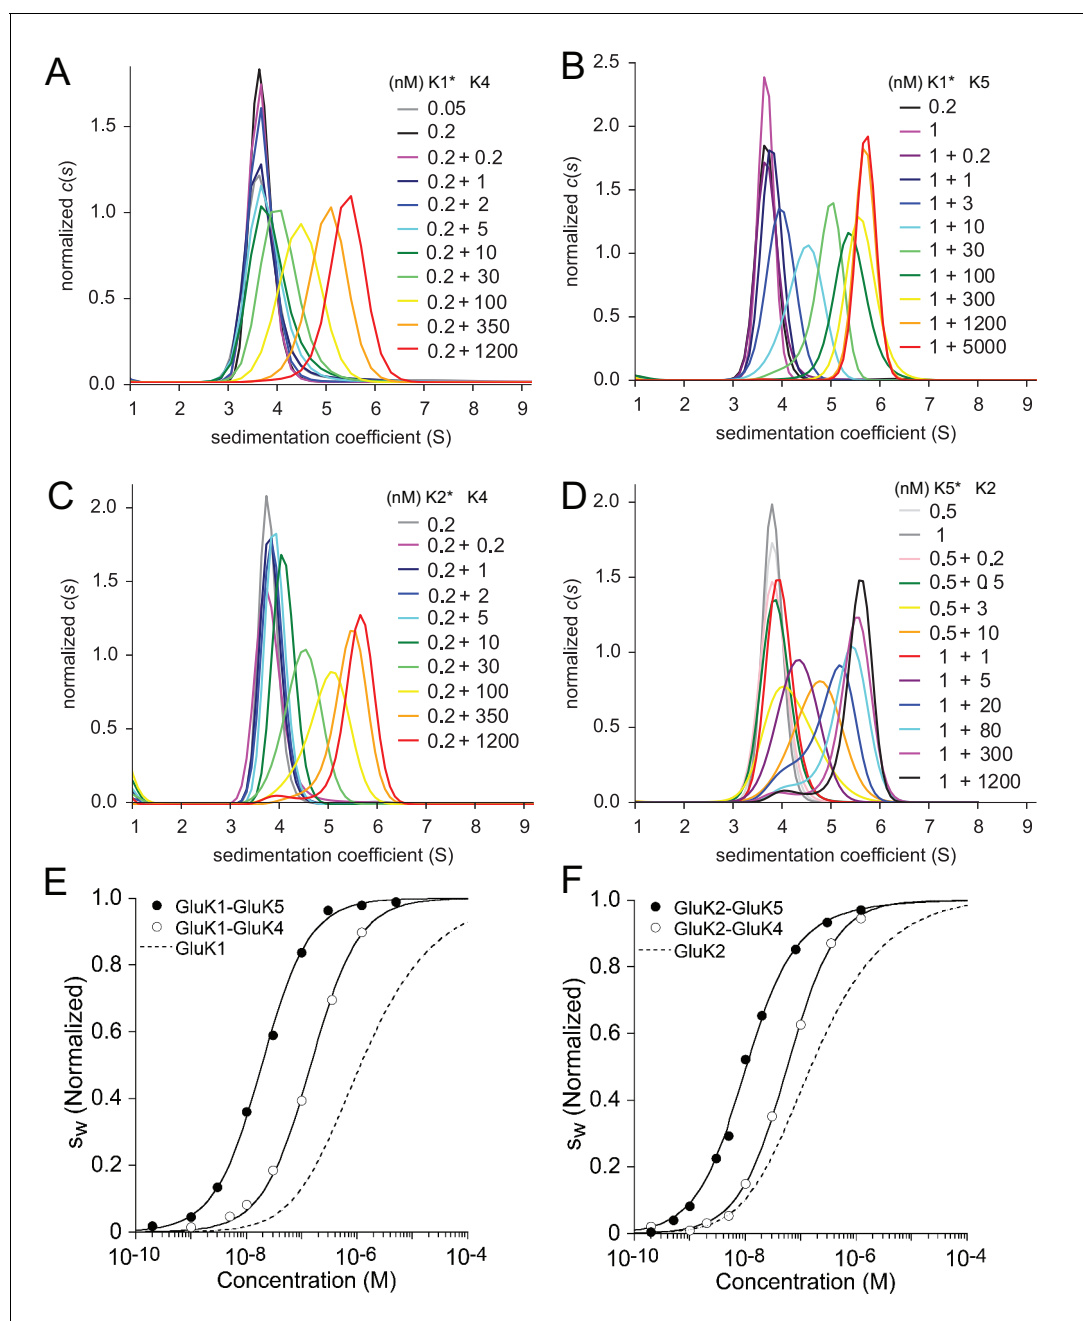 A
(nM) K1* K4
0.05
0.2
0.2 + 0.2
0.2 + 1
0.2 + 2
0.2 + 5
0.2 + 10
0.2 + 30
0.2 + 100
0.2 + 350
0.2 + 1200
normalized c(s)
1.5
1.0
0.5
0.0
1 2 3 4 5 6 7 8 9
sedimentation coefficient (S)
B
(nM) K1* K5
0.2
1
1 + 0.2
1 + 1
1 + 3
1 + 10
1 + 30
1 + 100
1 + 300
1 + 1200
1 + 5000
normalized c(s)
2.5
2.0
1.5
1.0
0.5
0.0
1 2 3 4 5 6 7 8 9
sedimentation coefficient (S)
C
(nM) K2* K4
0.2
0.2 + 0.2
0.2 + 1
0.2 + 2
0.2 + 5
0.2 + 10
0.2 + 30
0.2 + 100
0.2 + 350
0.2 + 1200
normalized c(s)
2.0
1.5
1.0
0.5
0.0
1 2 3 4 5 6 7 8 9
sedimentation coefficient (S)
D
(nM) K5* K2
0.5
1
0.5 + 0.2
0.5 + 0.5
0.5 + 3
0.5 + 10
1 + 1
1 + 5
1 + 20
1 + 80
1 + 300
1 + 1200
normalized c(s)
2.0
1.5
1.0
0.5
0.0
1 2 3 4 5 6 7 8 9
sedimentation coefficient (S)
E
GluK1-GluK5
GluK1-GluK4
GluK1
sw (Normalized)
1.0
0.8
0.6
0.4
0.2
0
10-10 10-8 10-6 10-4
Concentration (M)
F
GluK2-GluK5
GluK2-GluK4
GluK2
sw (Normalized)
1.0
0.8
0.6
0.4
0.2
0
10-10 10-8 10-6 10-4
Concentration (M)